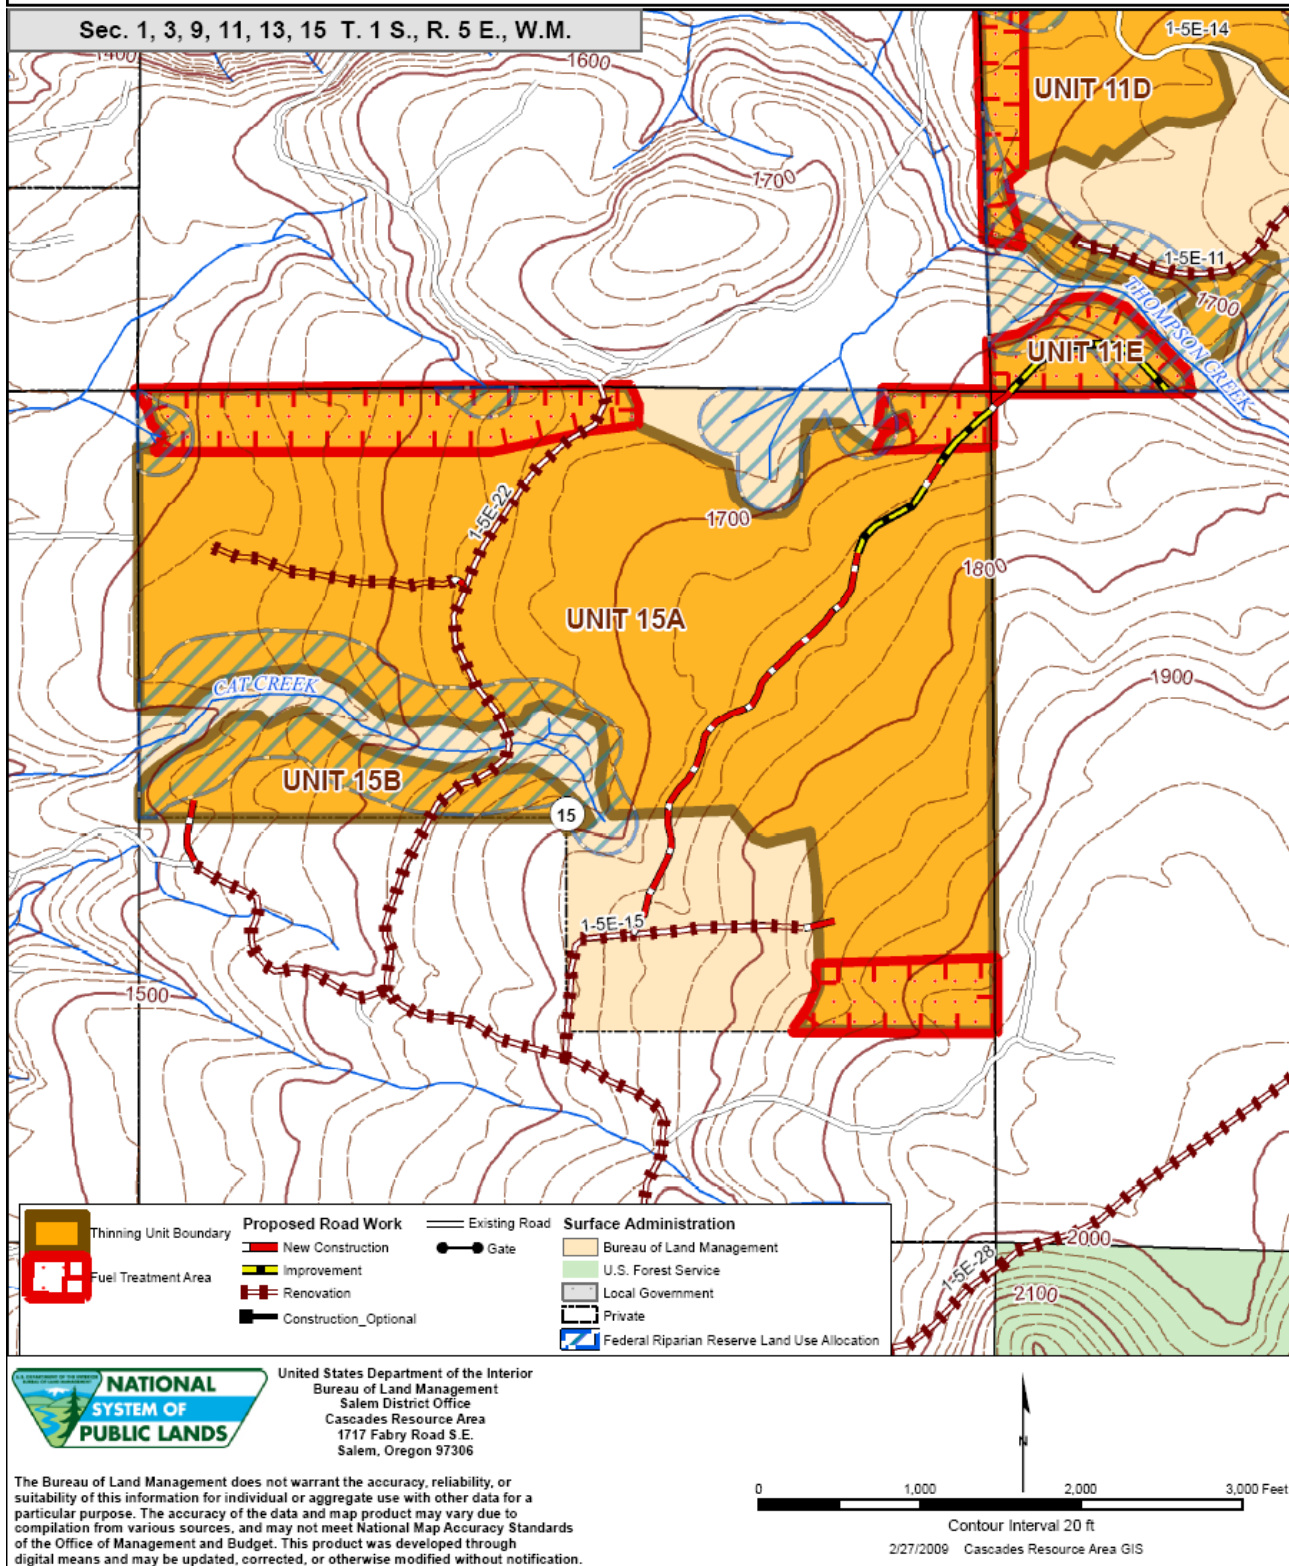 Sec. 1, 3, 9, 11, 13, 15  T. 1 S., R. 5 E., W.M.
1400
1600
1-5E-14
UNIT 11D
1700
1-5E-11
1700
THOMPSON CREEK
UNIT 11E
1-5E-22
1700
1800
UNIT 15A
1900
CAT CREEK
UNIT 15B
15
1-5E-15
1500
2000
1-5E-28
2100
Thinning Unit Boundary
Fuel Treatment Area
Proposed Road Work
New Construction
Improvement
Renovation
Construction_Optional
Existing Road
Gate
Surface Administration
Bureau of Land Management
U.S. Forest Service
Local Government
Private
Federal Riparian Reserve Land Use Allocation
U.S. DEPARTMENT OF THE INTERIOR
BUREAU OF LAND MANAGEMENT
NATIONAL
SYSTEM OF
PUBLIC LANDS
United States Department of the Interior
Bureau of Land Management
Salem District Office
Cascades Resource Area
1717 Fabry Road S.E.
Salem, Oregon 97306
The Bureau of Land Management does not warrant the accuracy, reliability, or
suitability of this information for individual or aggregate use with other data for a
particular purpose. The accuracy of the data and map product may vary due to
compilation from various sources, and may not meet National Map Accuracy Standards
of the Office of Management and Budget. This product was developed through
digital means and may be updated, corrected, or otherwise modified without notification.
N
0 1,000 2,000 3,000 Feet
Contour Interval 20 ft
2/27/2009 Cascades Resource Area GIS